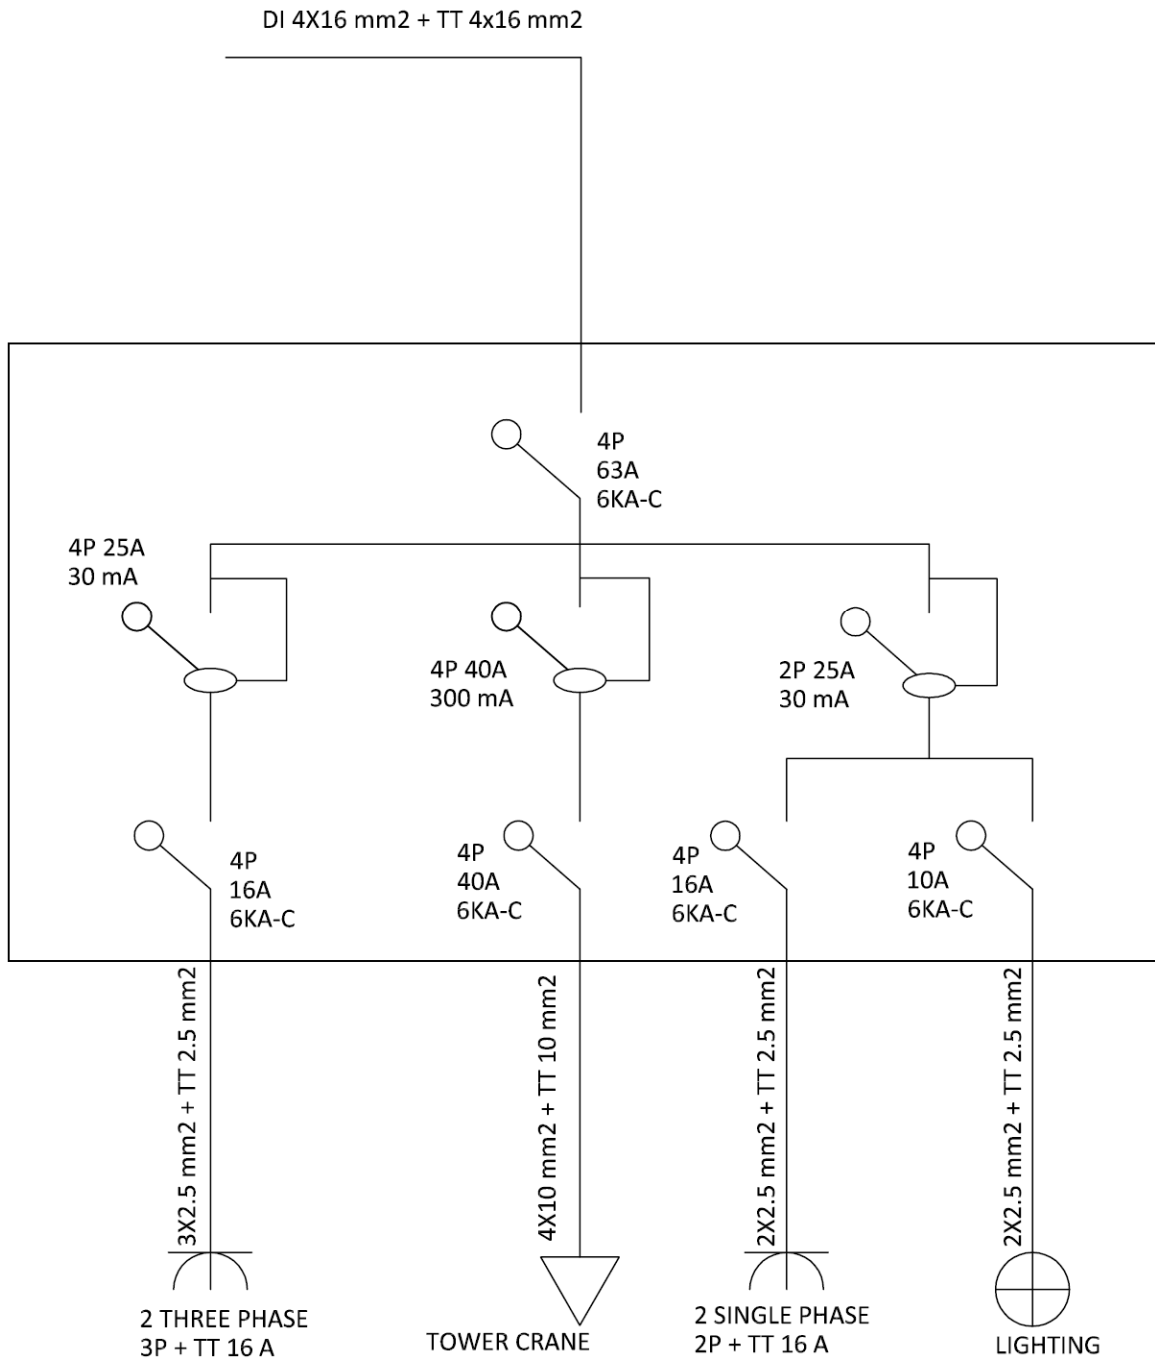 DI 4X16 mm2 + TT 4x16 mm2
4P
63A
6KA-C
4P 25A
30 mA
4P 40A
300 mA
2P 25A
30 mA
4P
16A
6KA-C
4P
40A
6KA-C
4P
16A
6KA-C
4P
10A
6KA-C
3X2.5 mm2 + TT 2.5 mm2
4X10 mm2 + TT 10 mm2
2X2.5 mm2 + TT 2.5 mm2
2X2.5 mm2 + TT 2.5 mm2
2 THREE PHASE
3P + TT 16 A
TOWER CRANE
2 SINGLE PHASE
2P + TT 16 A
LIGHTING